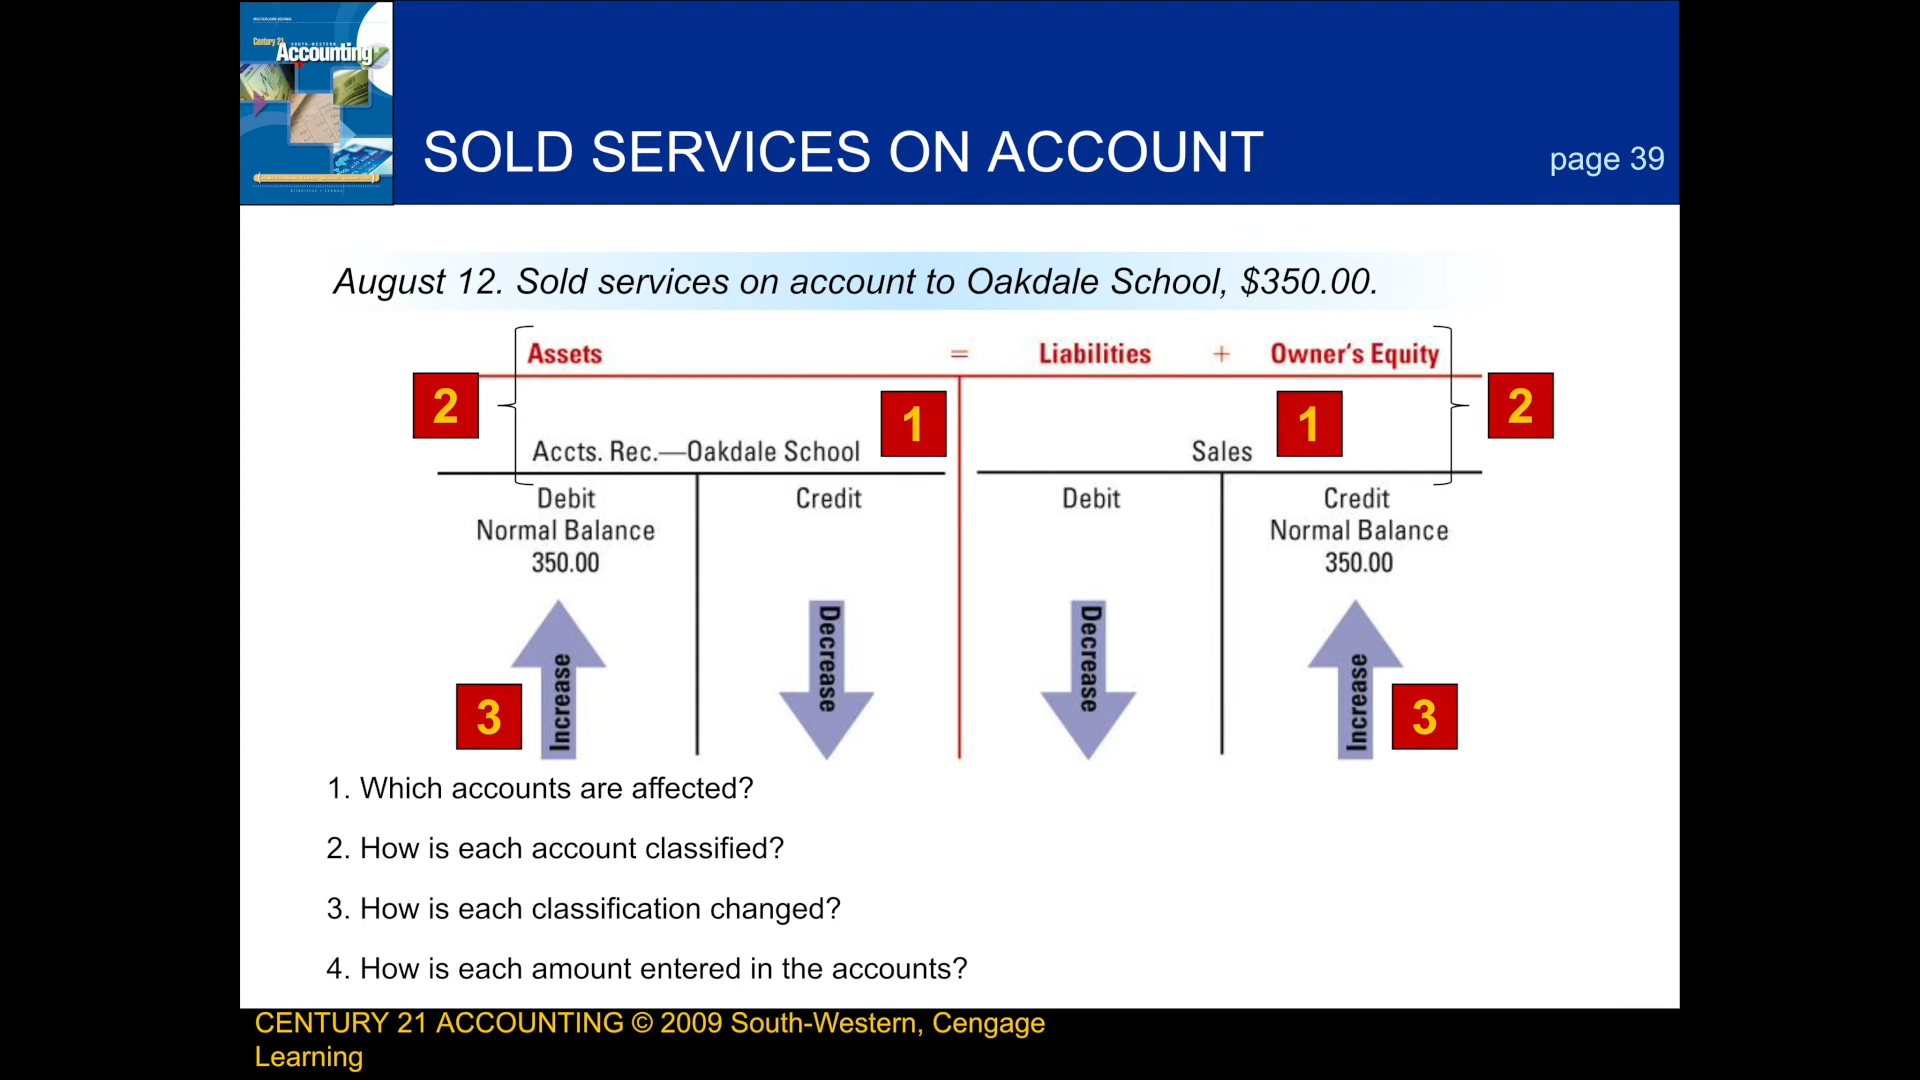 Century 21
SOUTH-WESTERN
Accounting
SOLD SERVICES ON ACCOUNT
page 39
August 12. Sold services on account to Oakdale School, $350.00.
Assets = Liabilities + Owner's Equity
2 1 1 2
Accts. Rec.—Oakdale School Sales
Debit Credit Debit Credit
Normal Balance Normal Balance
350.00 350.00
Increase Decrease Decrease Increase
3 3
1. Which accounts are affected?
2. How is each account classified?
3. How is each classification changed?
4. How is each amount entered in the accounts?
CENTURY 21 ACCOUNTING © 2009 South-Western, Cengage
Learning